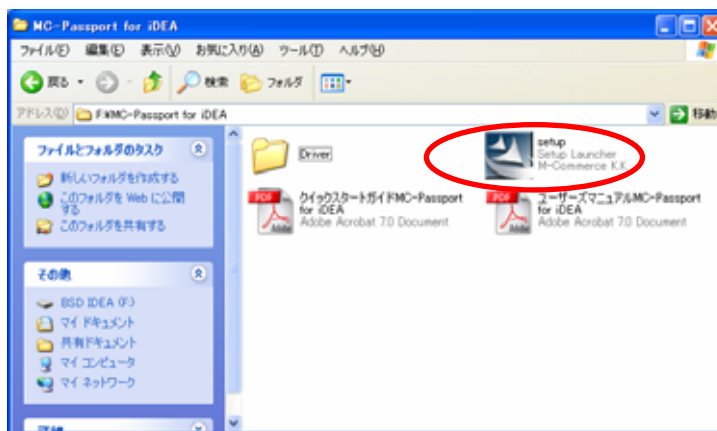 MC-Passport for iDEA
ファイル(F) 編集(E) 表示(V) お気に入り(A) ツール(T) ヘルプ(H)
戻る 検索 フォルダ
アドレス(D) F:¥MC-Passport for iDEA 移動
ファイルとフォルダのタスク
新しいフォルダを作成する
このフォルダを Web に公開
する
このフォルダを共有する
その他
BSD IDEA (F:)
マイ ドキュメント
共有ドキュメント
マイ コンピュータ
マイ ネットワーク
詳細
Driver
setup
Setup Launcher
M-Commerce K.K.
PDF
Adobe
クイックスタートガイドMC-Passport
for iDEA
Adobe Acrobat 7.0 Document
PDF
Adobe
ユーザーズマニュアルMC-Passport
for iDEA
Adobe Acrobat 7.0 Document